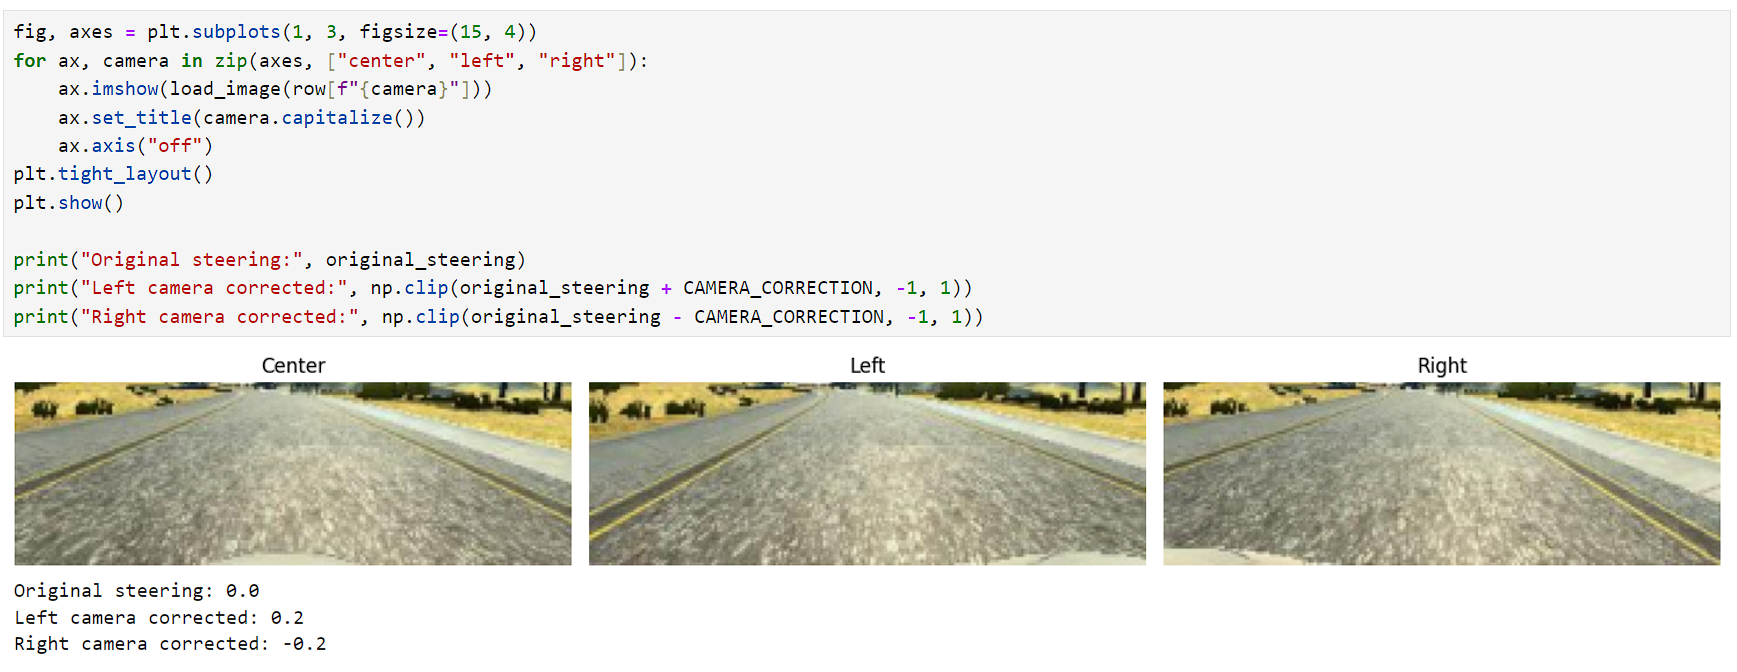 fig, axes = plt.subplots(1, 3, figsize=(15, 4))
for ax, camera in zip(axes, ["center", "left", "right"]):
    ax.imshow(load_image(row[f"{camera}"]))
    ax.set_title(camera.capitalize())
    ax.axis("off")
plt.tight_layout()
plt.show()

print("Original steering:", original_steering)
print("Left camera corrected:", np.clip(original_steering + CAMERA_CORRECTION, -1, 1))
print("Right camera corrected:", np.clip(original_steering - CAMERA_CORRECTION, -1, 1))
Center
Left
Right
Original steering: 0.0
Left camera corrected: 0.2
Right camera corrected: -0.2